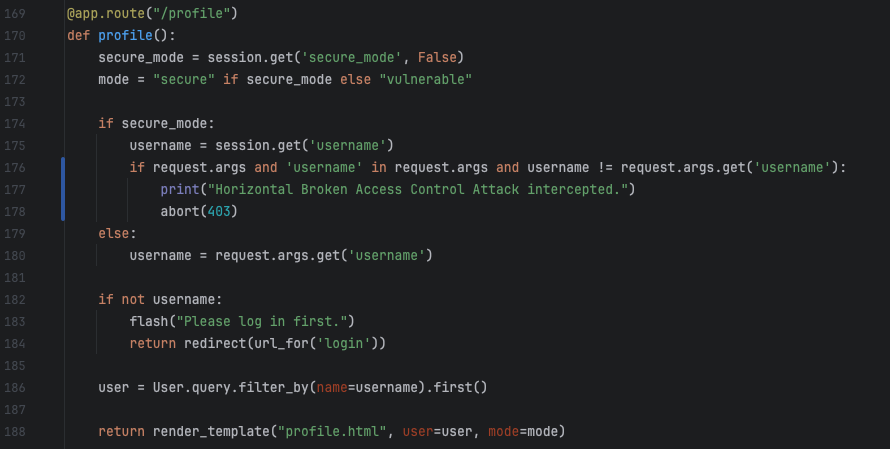 169 @app.route("/profile")
170 def profile():
171     secure_mode = session.get('secure_mode', False)
172     mode = "secure" if secure_mode else "vulnerable"
173
174     if secure_mode:
175         username = session.get('username')
176         if request.args and 'username' in request.args and username != request.args.get('username'):
177             print("Horizontal Broken Access Control Attack intercepted.")
178             abort(403)
179     else:
180         username = request.args.get('username')
181
182     if not username:
183         flash("Please log in first.")
184         return redirect(url_for('login'))
185
186     user = User.query.filter_by(name=username).first()
187
188     return render_template("profile.html", user=user, mode=mode)